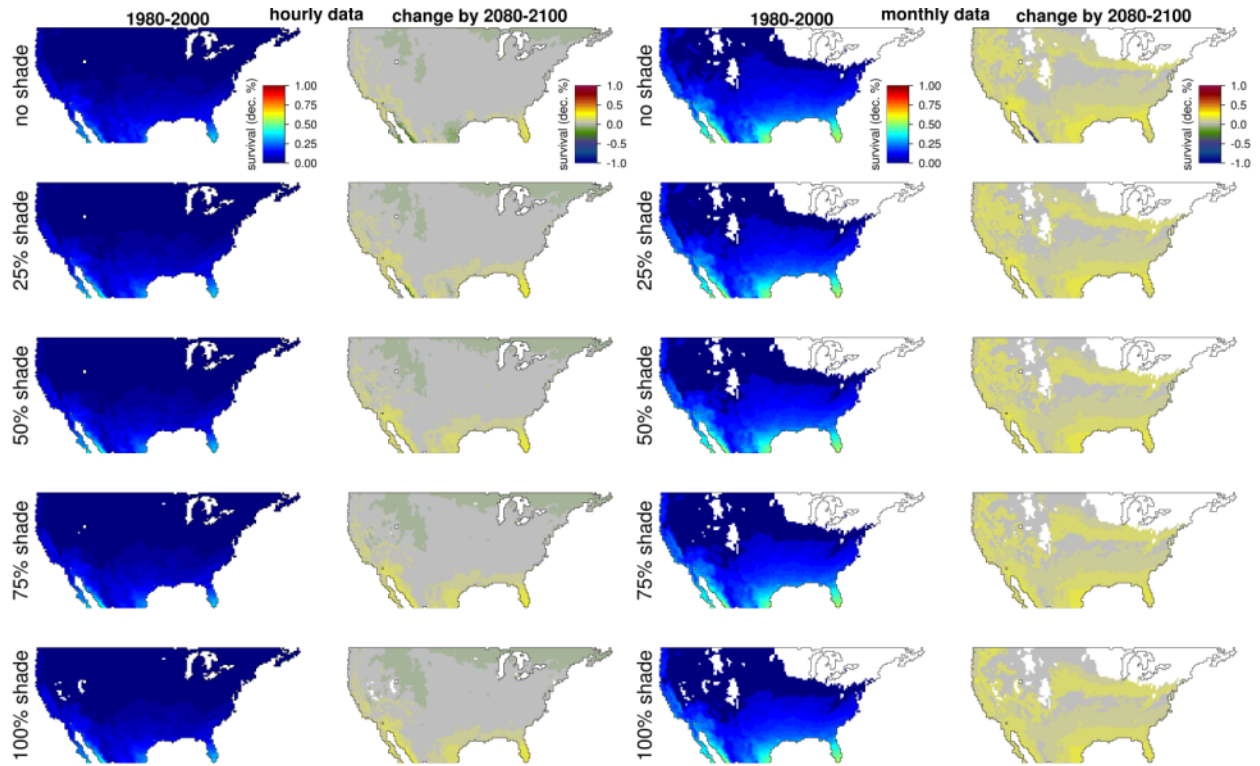 1980-2000 hourly data change by 2080-2100 1980-2000 monthly data change by 2080-2100
no shade
survival (dec. %)
1.00
0.75
0.50
0.25
0.00
survival (dec. %)
1.0
0.5
0.0
-0.5
-1.0
no shade
survival (dec. %)
1.00
0.75
0.50
0.25
0.00
survival (dec. %)
1.0
0.5
0.0
-0.5
-1.0
25% shade
25% shade
50% shade
50% shade
75% shade
75% shade
100% shade
100% shade